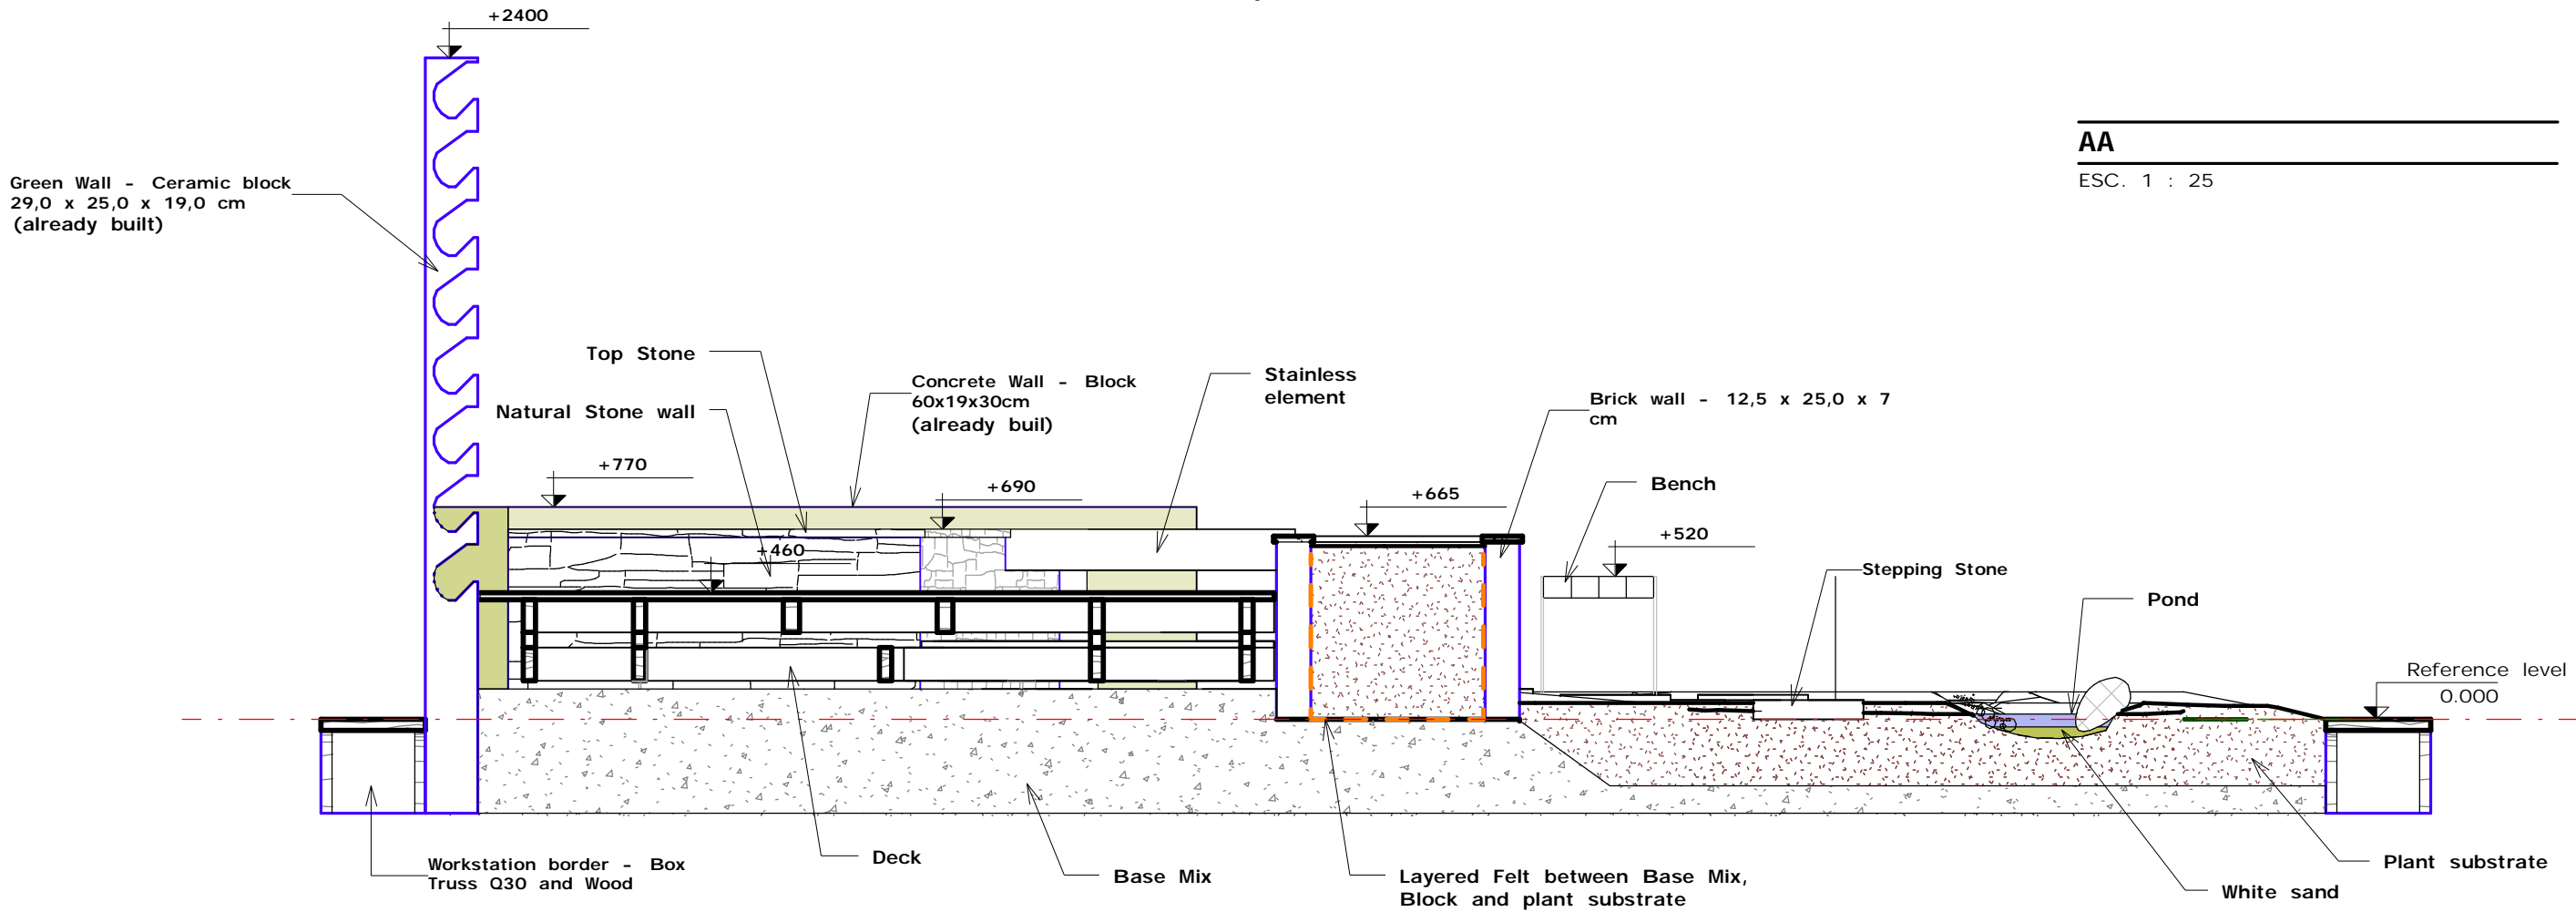 +2400
AA
ESC. 1 : 25
Green Wall - Ceramic block
29,0 x 25,0 x 19,0 cm
(already built)
Top Stone
Natural Stone wall
Concrete Wall - Block
60x19x30cm
(already buil)
Stainless
element
Brick wall - 12,5 x 25,0 x 7
cm
+770
+690
+665
Bench
+520
+460
Stepping Stone
Pond
Reference level
0.000
Workstation border - Box
Truss Q30 and Wood
Deck
Base Mix
Layered Felt between Base Mix,
Block and plant substrate
White sand
Plant substrate